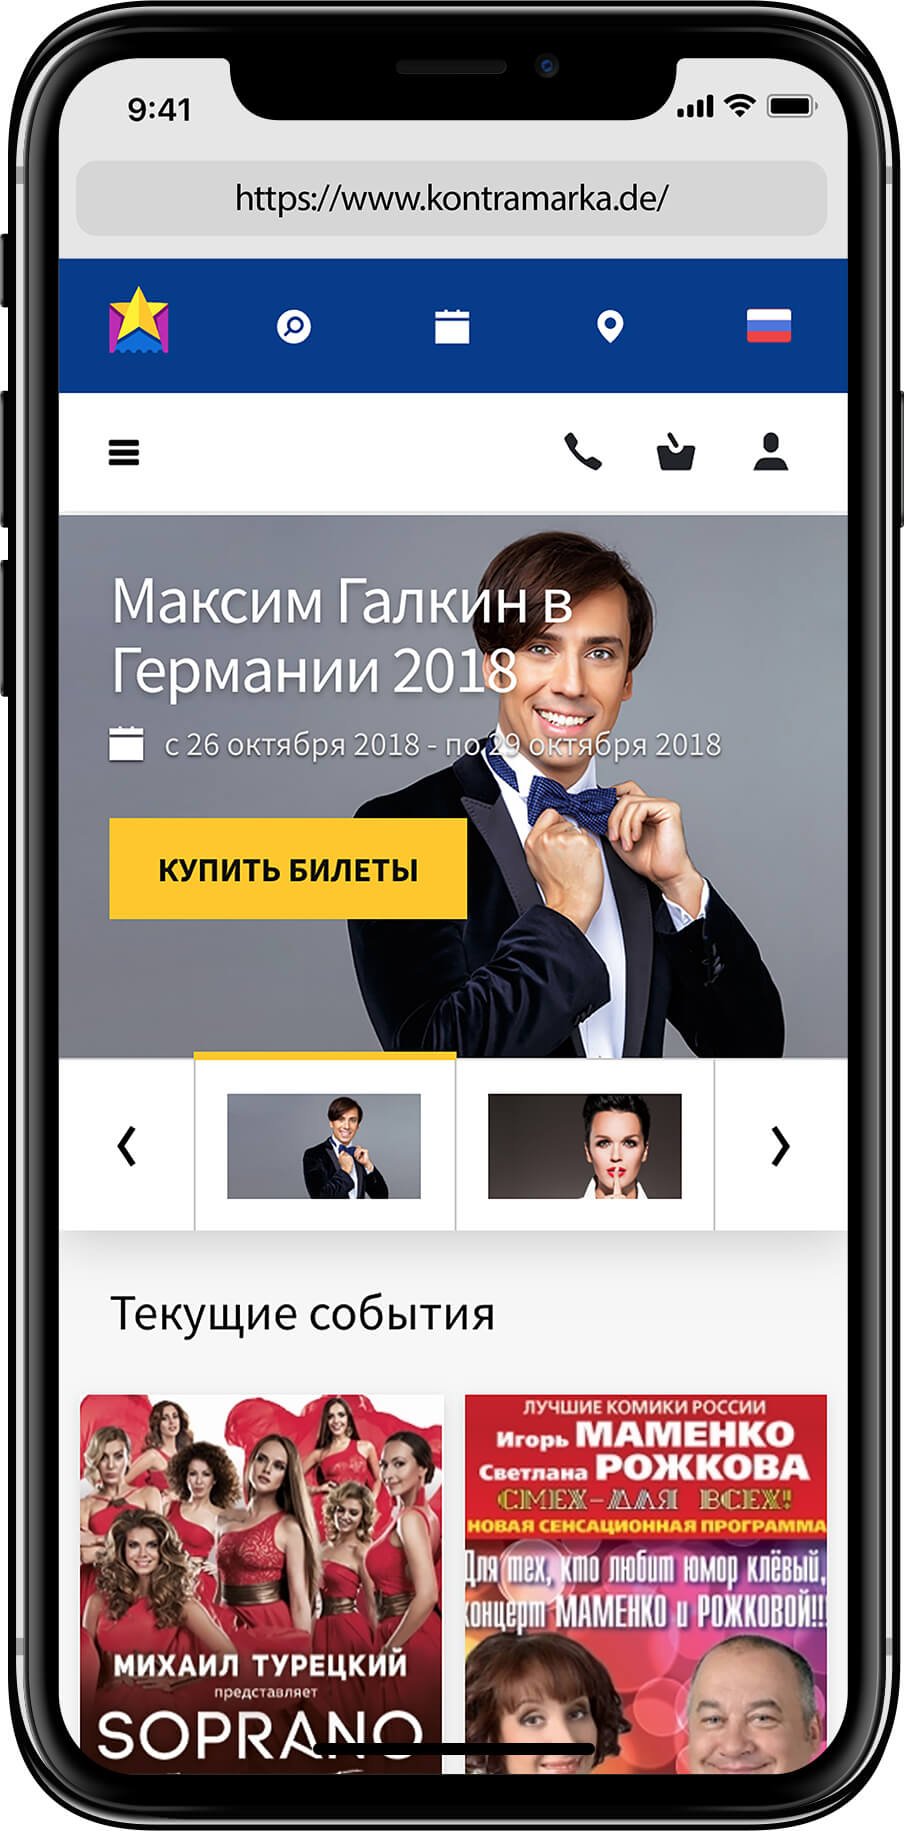 9:41
https://www.kontramarka.de/
Максим Галкин в
Германии 2018
с 26 октября 2018 - по 29 октября 2018
КУПИТЬ БИЛЕТЫ
Текущие события
МИХАИЛ ТУРЕЦКИЙ
представляет
SOPRANO
ЛУЧШИЕ КОМИКИ РОССИИ
Игорь МАМЕНКО
Светлана РОЖКОВА
СМЕХ-ДЛЯ ВСЕХ!
НОВАЯ СЕНСАЦИОННАЯ ПРОГРАММА
Для тех, кто любит юмор клёвый,
концерт МАМЕНКО и РОЖКОВОЙ!!!